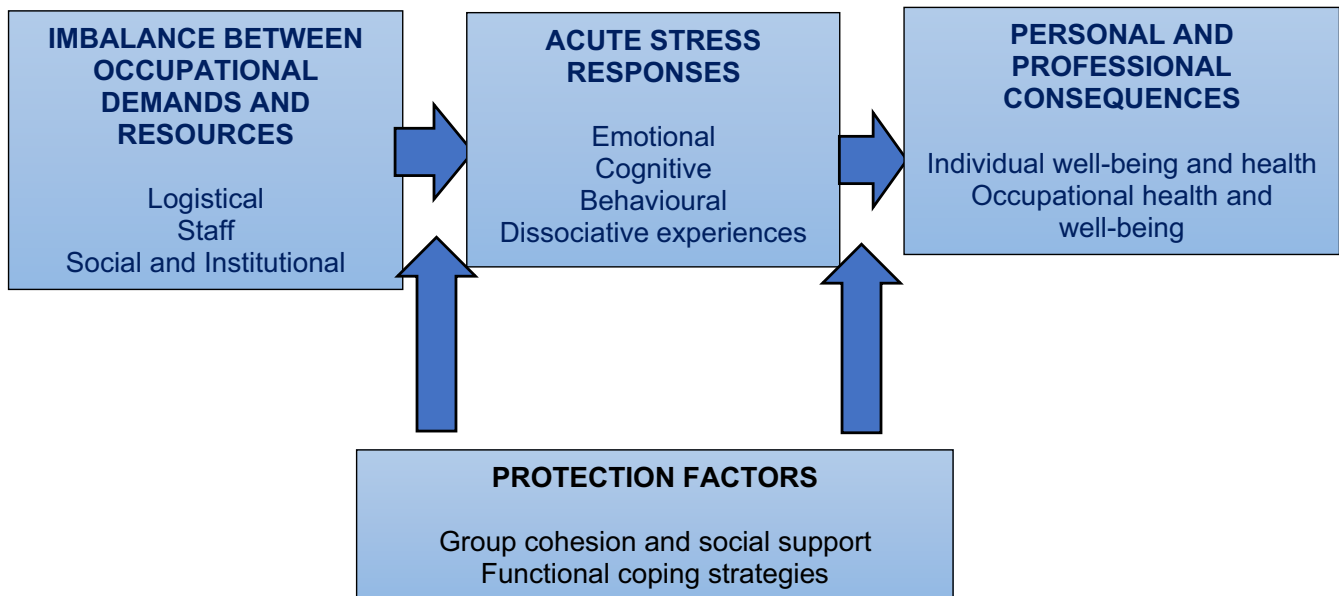 IMBALANCE BETWEEN
OCCUPATIONAL
DEMANDS AND
RESOURCES
Logistical
Staff
Social and Institutional
ACUTE STRESS
RESPONSES
Emotional
Cognitive
Behavioural
Dissociative experiences
PERSONAL AND
PROFESSIONAL
CONSEQUENCES
Individual well-being and health
Occupational health and
well-being
PROTECTION FACTORS
Group cohesion and social support
Functional coping strategies